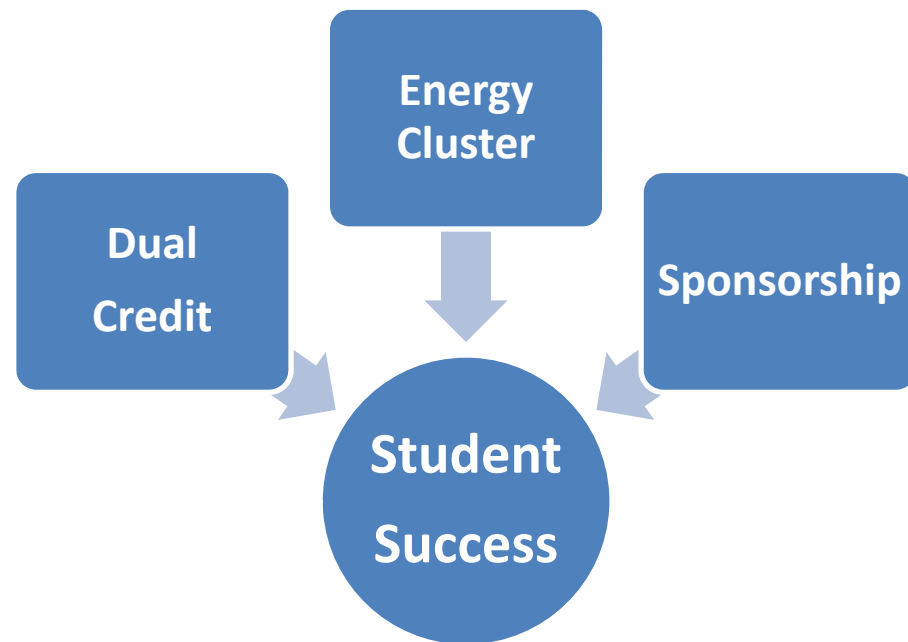 Energy
Cluster
Dual
Credit
Sponsorship
Student
Success